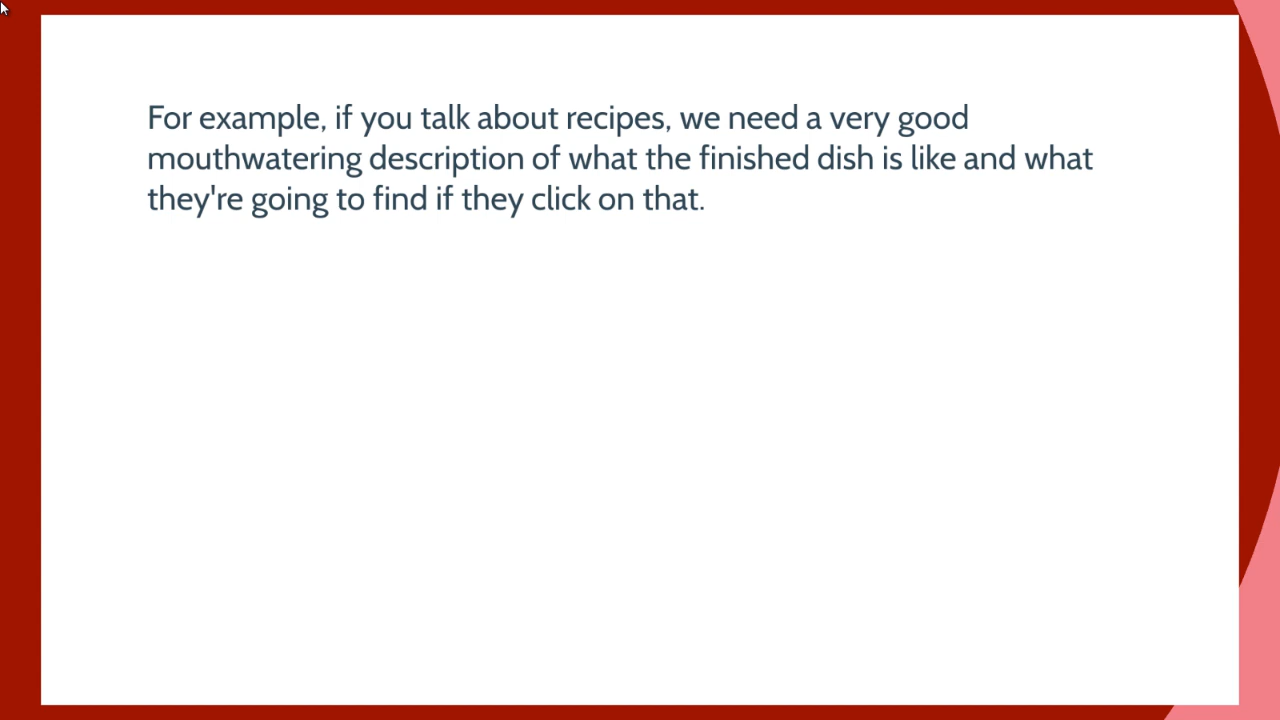 For example, if you talk about recipes, we need a very good
mouthwatering description of what the finished dish is like and what
they're going to find if they click on that.